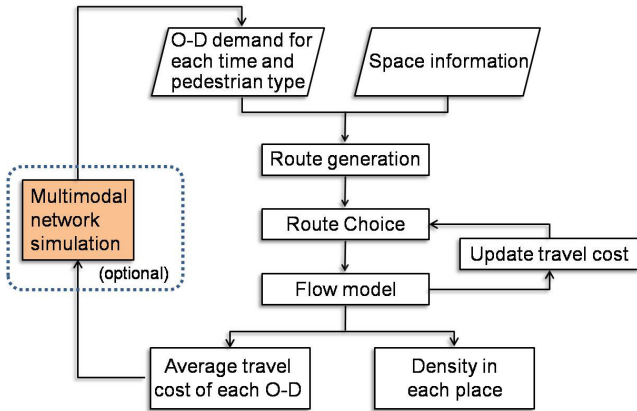 O-D demand for
each time and
pedestrian type
Space information
Route generation
Multimodal
network
simulation
(optional)
Route Choice
Update travel cost
Flow model
Average travel
cost of each O-D
Density in
each place